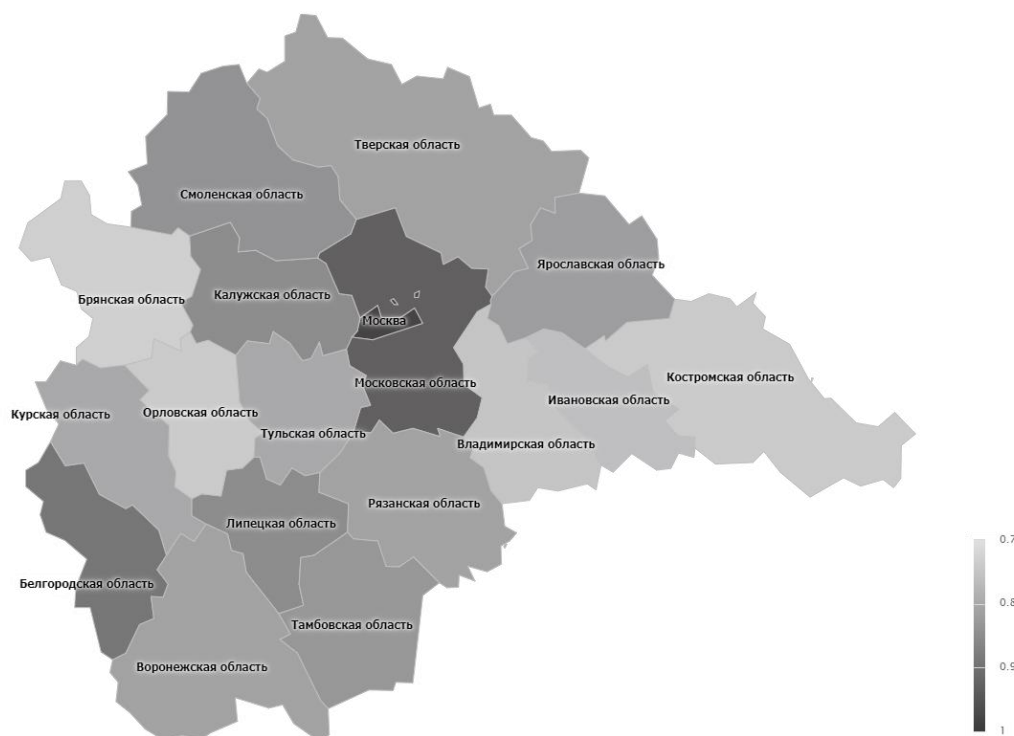 Тверская область
Смоленская область
Ярославская область
Брянская область
Калужская область
Москва
Костромская область
Московская область
Ивановская область
Курская область
Орловская область
Тульская область
Владимирская область
Рязанская область
Липецкая область
0.7
Белгородская область
0.8
Тамбовская область
Воронежская область
0.9
1